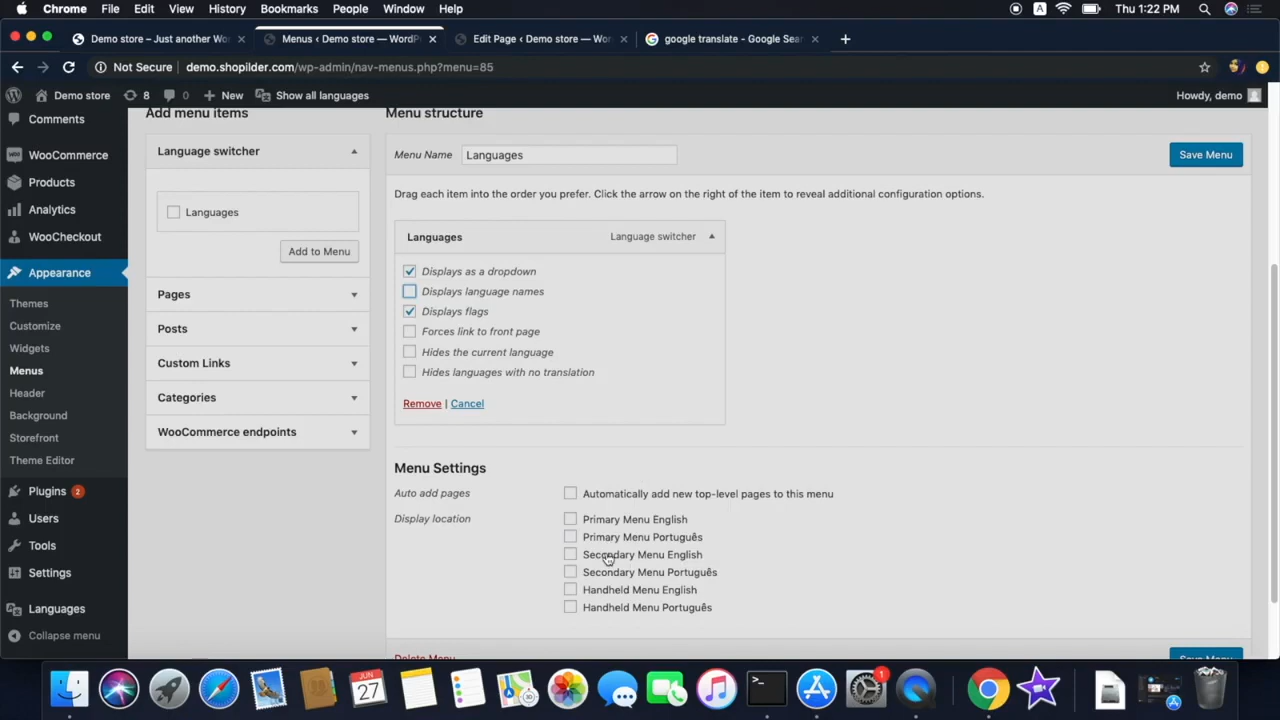 Chrome File Edit View History Bookmarks People Window Help A Thu 1:22 PM
Demo store – Just another Wo × Menus ‹ Demo store — WordP × Edit Page ‹ Demo store — Wor × google translate - Google Sear × +
Not Secure demo.shopilder.com/wp-admin/nav-menus.php?menu=85
Demo store 8 0 + New Show all languages Howdy, demo
Comments
WooCommerce
Products
Analytics
WooCheckout
Appearance
Themes
Customize
Widgets
Menus
Header
Background
Storefront
Theme Editor
Plugins 2
Users
Tools
Settings
Languages
Collapse menu
Add menu items
Language switcher
Languages
Add to Menu
Pages
Posts
Custom Links
Categories
WooCommerce endpoints
Menu structure
Menu Name Languages Save Menu
Drag each item into the order you prefer. Click the arrow on the right of the item to reveal additional configuration options.
Languages Language switcher
Displays as a dropdown
Displays language names
Displays flags
Forces link to front page
Hides the current language
Hides languages with no translation
Remove | Cancel
Menu Settings
Auto add pages Automatically add new top-level pages to this menu
Display location Primary Menu English
Primary Menu Português
Secondary Menu English
Secondary Menu Português
Handheld Menu English
Handheld Menu Português
Delete Menu Save Menu
JUN
27
1